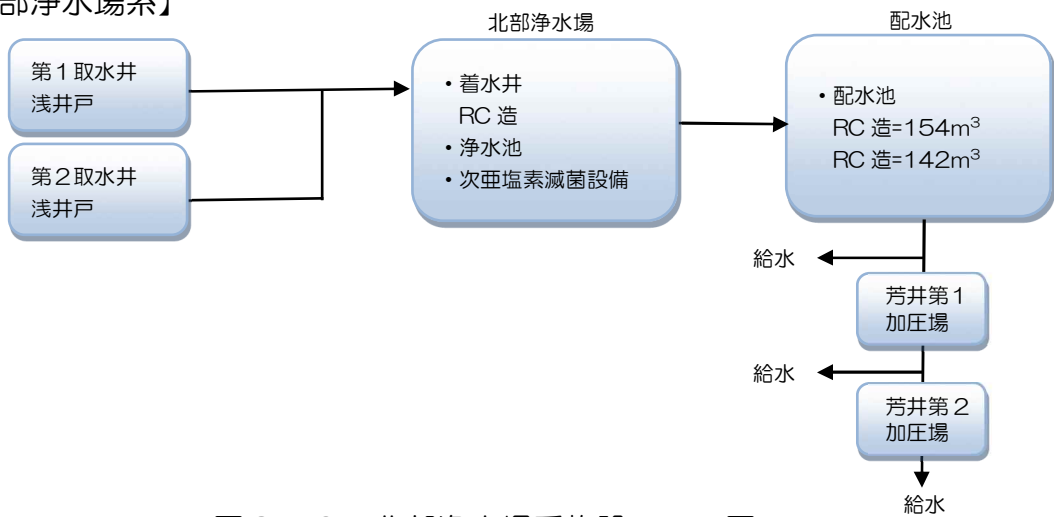 部浄水場系】
第1取水井
浅井戸
第2取水井
浅井戸
北部浄水場
・着水井
RC 造
・浄水池
・次亜塩素滅菌設備
配水池
・配水池
RC 造=154m³
RC 造=142m³
給水
芳井第1
加圧場
給水
芳井第2
加圧場
給水